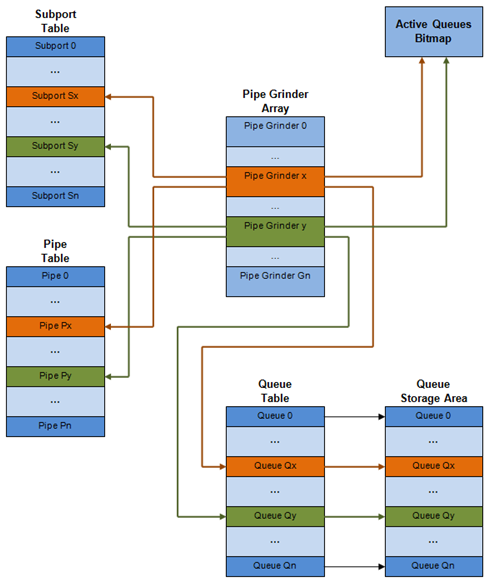 Subport
Table
Subport 0
...
Subport Sx
...
Subport Sy
...
Subport Sn
Active Queues
Bitmap
Pipe Grinder
Array
Pipe Grinder 0
...
Pipe Grinder x
...
Pipe Grinder y
...
Pipe Grinder Gn
Pipe
Table
Pipe 0
...
Pipe Px
...
Pipe Py
...
Pipe Pn
Queue
Table
Queue 0
...
Queue Qx
...
Queue Qy
...
Queue Qn
Queue
Storage Area
Queue 0
...
Queue Qx
...
Queue Qy
...
Queue Qn